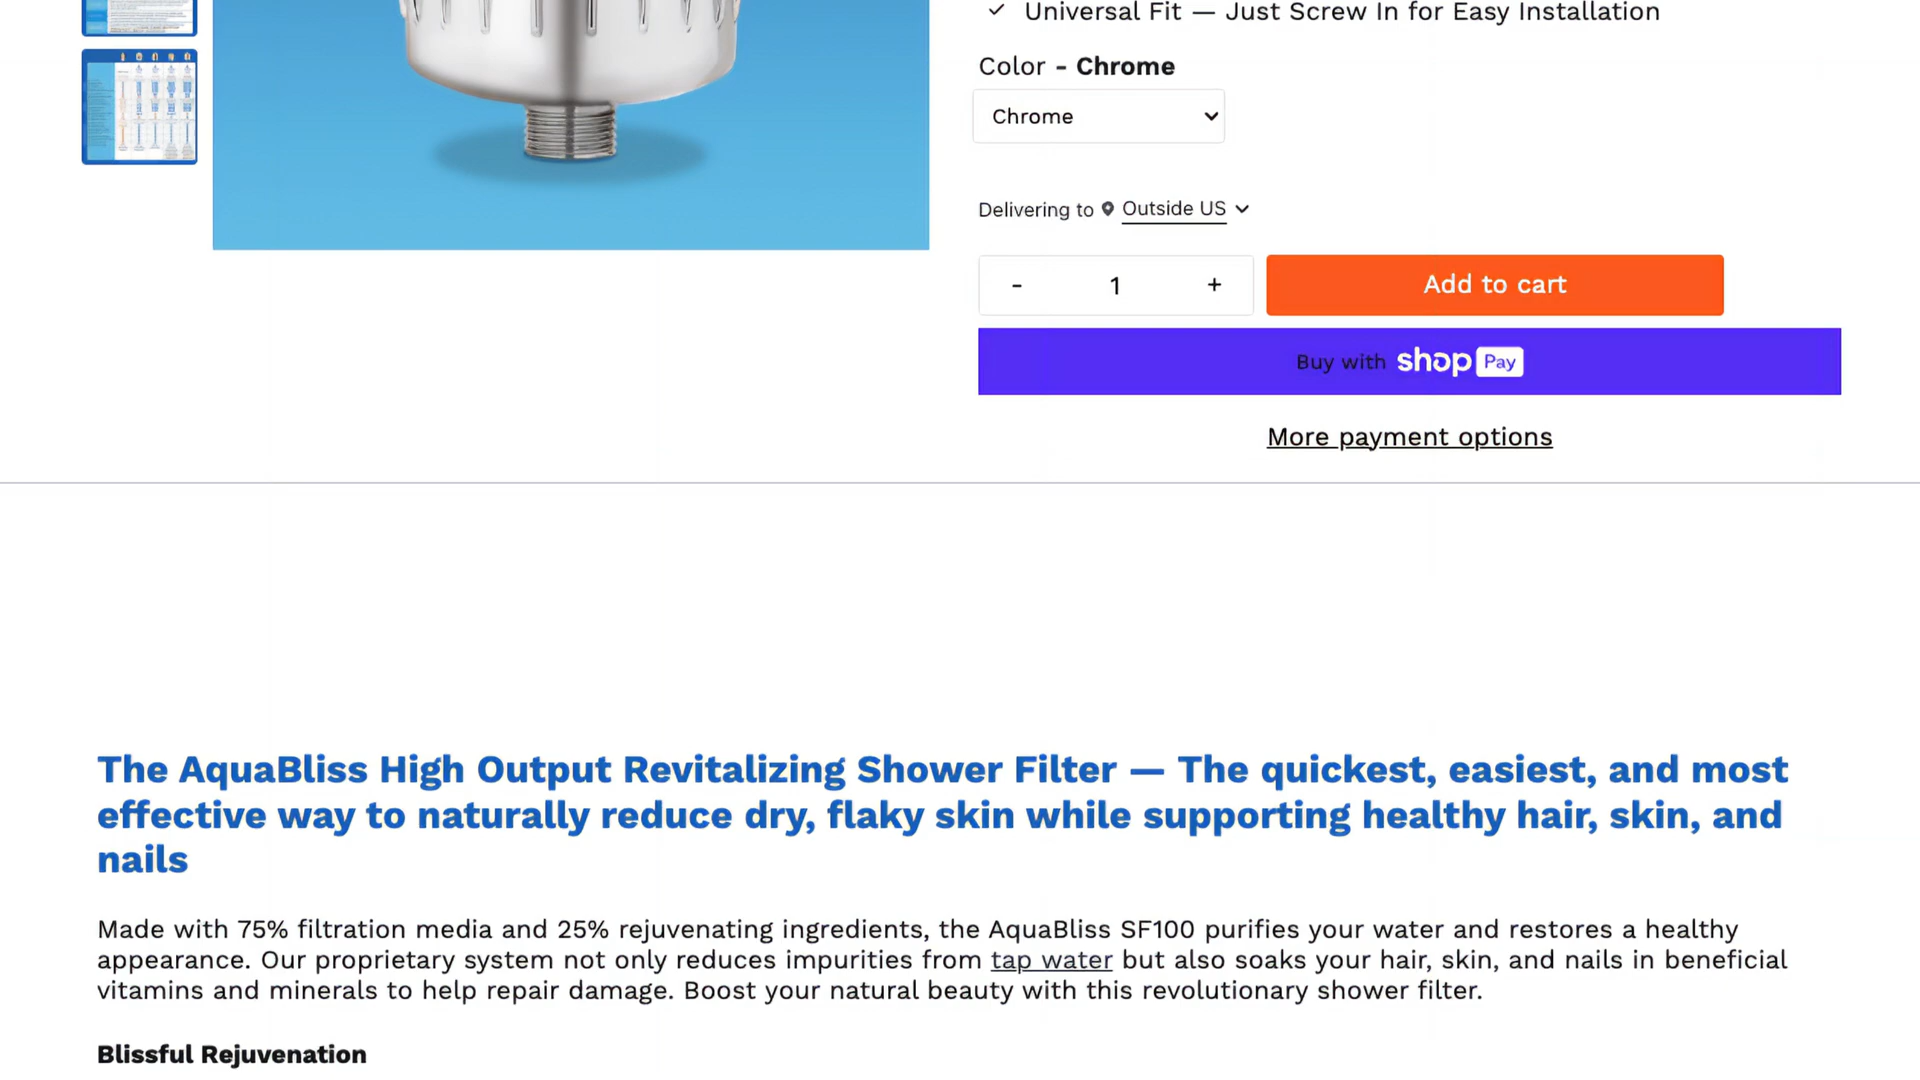 ✓ Universal Fit — Just Screw In for Easy Installation
Color - Chrome
Chrome
Delivering to Outside US
- 1 +
Add to cart
Buy with shop Pay
More payment options
The AquaBliss High Output Revitalizing Shower Filter — The quickest, easiest, and most
effective way to naturally reduce dry, flaky skin while supporting healthy hair, skin, and
nails
Made with 75% filtration media and 25% rejuvenating ingredients, the AquaBliss SF100 purifies your water and restores a healthy
appearance. Our proprietary system not only reduces impurities from tap water but also soaks your hair, skin, and nails in beneficial
vitamins and minerals to help repair damage. Boost your natural beauty with this revolutionary shower filter.
Blissful Rejuvenation